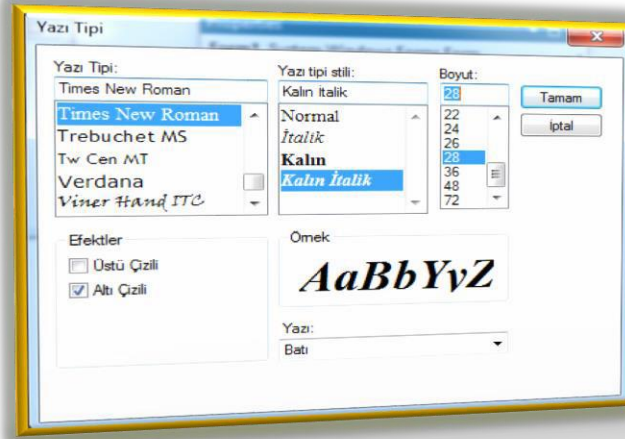 Yazı Tipi
Yazı Tipi:
Times New Roman
Times New Roman
Trebuchet MS
Tw Cen MT
Verdana
Viner Hand ITC
Yazı tipi stili:
Kalın İtalik
Normal
İtalik
Kalın
Kalın İtalik
Boyut:
28
22
24
26
28
36
48
72
Tamam
İptal
Efektler
Üstü Çizili
Altı Çizili
Örnek
AaBbYyZ
Yazı:
Batı